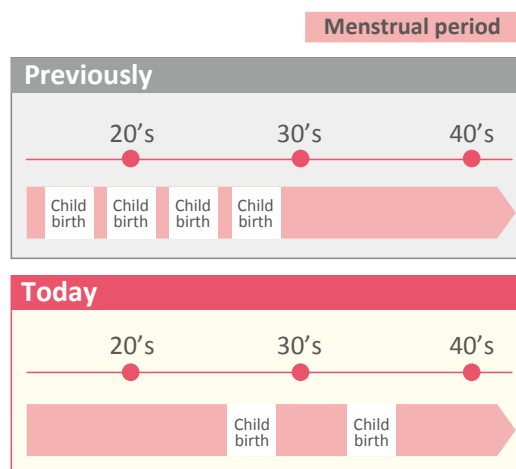 Menstrual period
Previously
20's 30's 40's
Child birth Child birth Child birth Child birth
Today
20's 30's 40's
Child birth Child birth